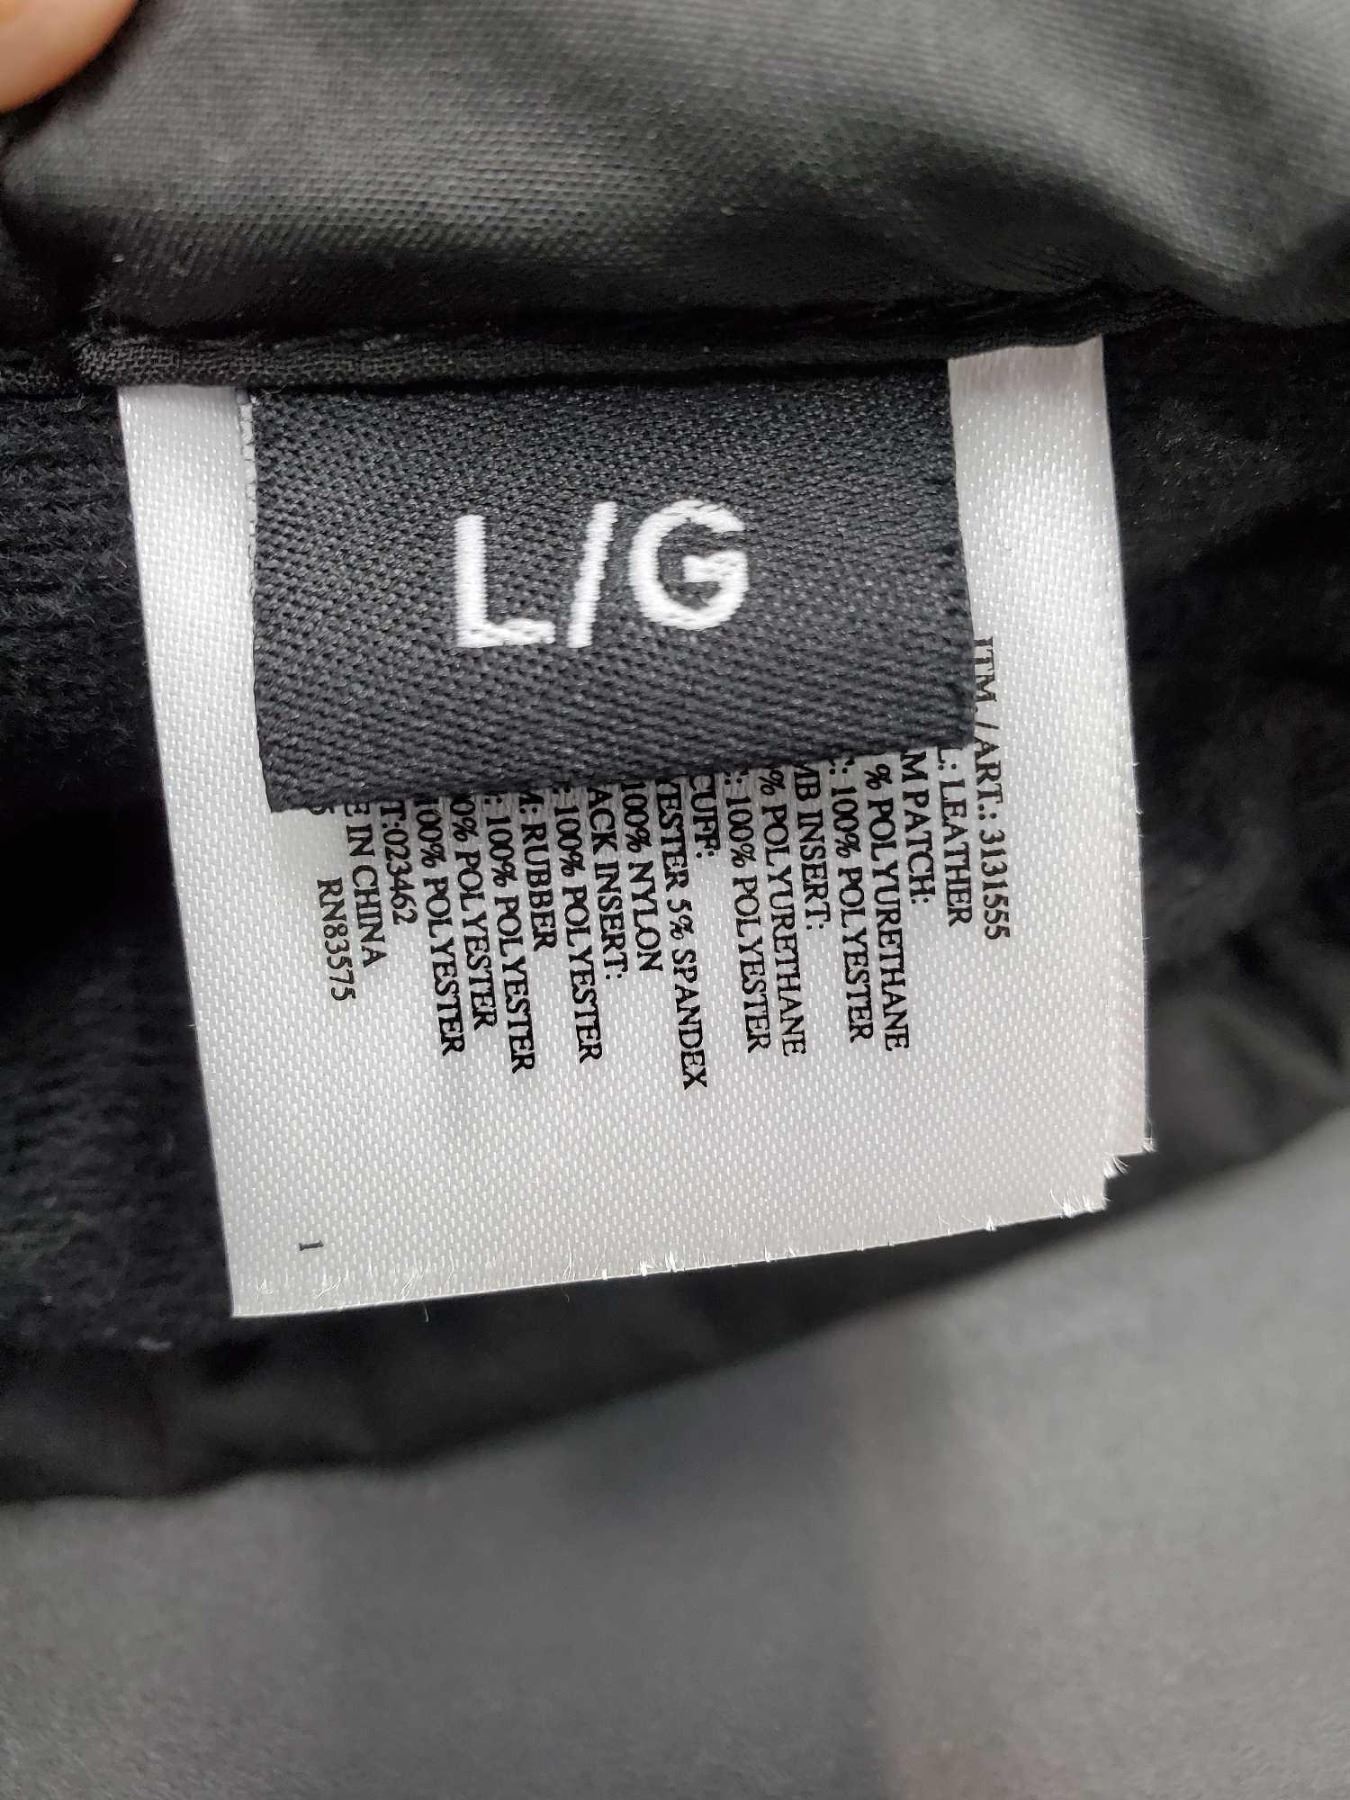 L/G
ITM. / ART.: 3131555
L: LEATHER
M PATCH:
% POLYURETHANE
: 100% POLYESTER
MB INSERT:
% POLYURETHANE
: 100% POLYESTER
CUFF:
YESTER 5% SPANDEX
100% NYLON
ACK INSERT:
: 100% POLYESTER
M: RUBBER
: 100% POLYESTER
0% POLYESTER
100% POLYESTER
T:023462
E IN CHINA
RN83575
1